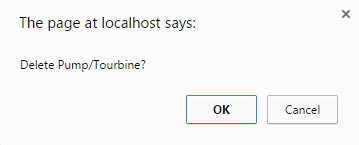 The page at localhost says:
Delete Pump/Tourbine?
OK
Cancel